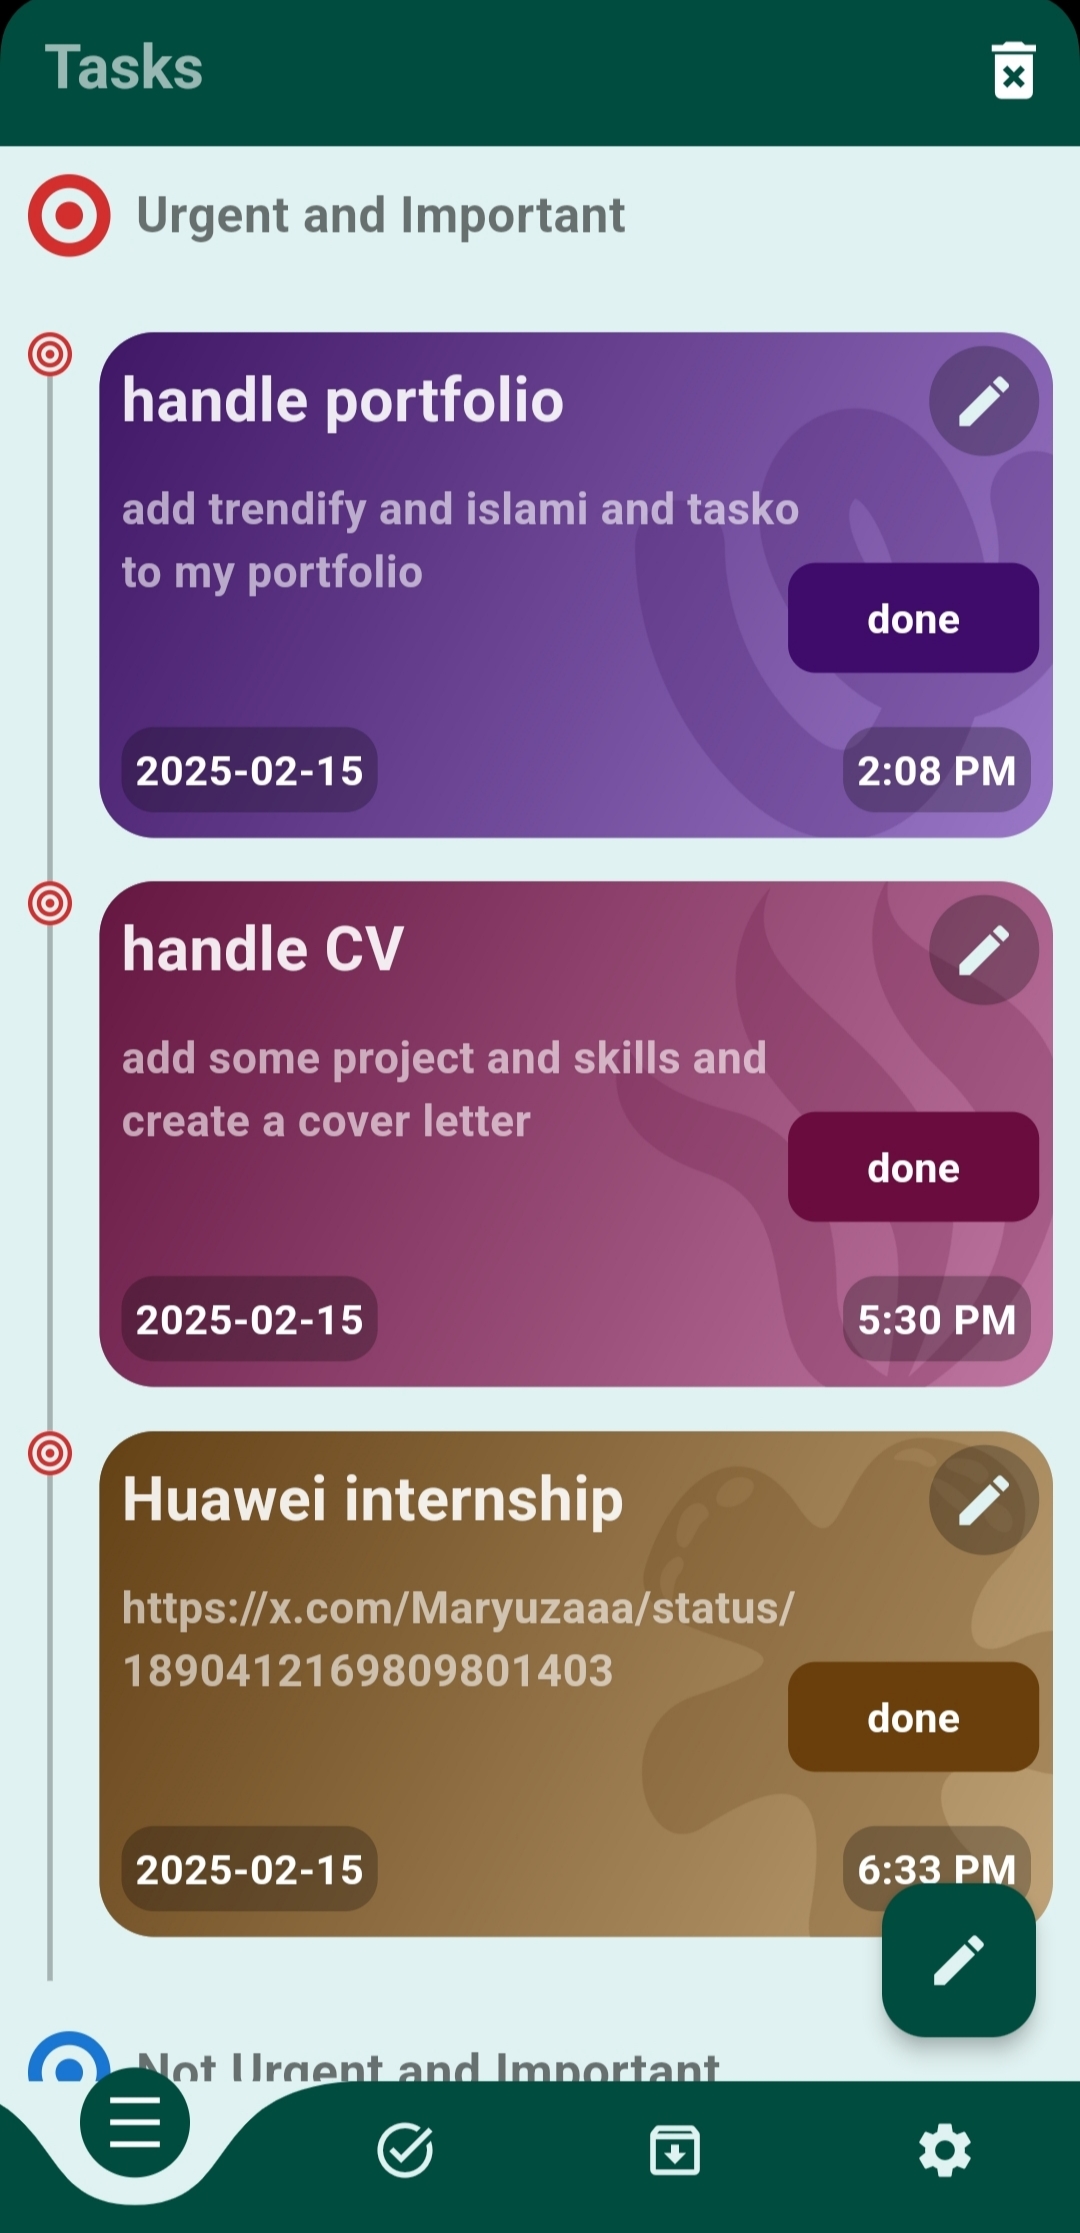 Tasks
Urgent and Important
handle portfolio
add trendify and islami and tasko
to my portfolio
done
2025-02-15
2:08 PM
handle CV
add some project and skills and
create a cover letter
done
2025-02-15
5:30 PM
Huawei internship
https://x.com/Maryuzaaa/status/
1890412169809801403
done
2025-02-15
6:33 PM
Not Urgent and Important